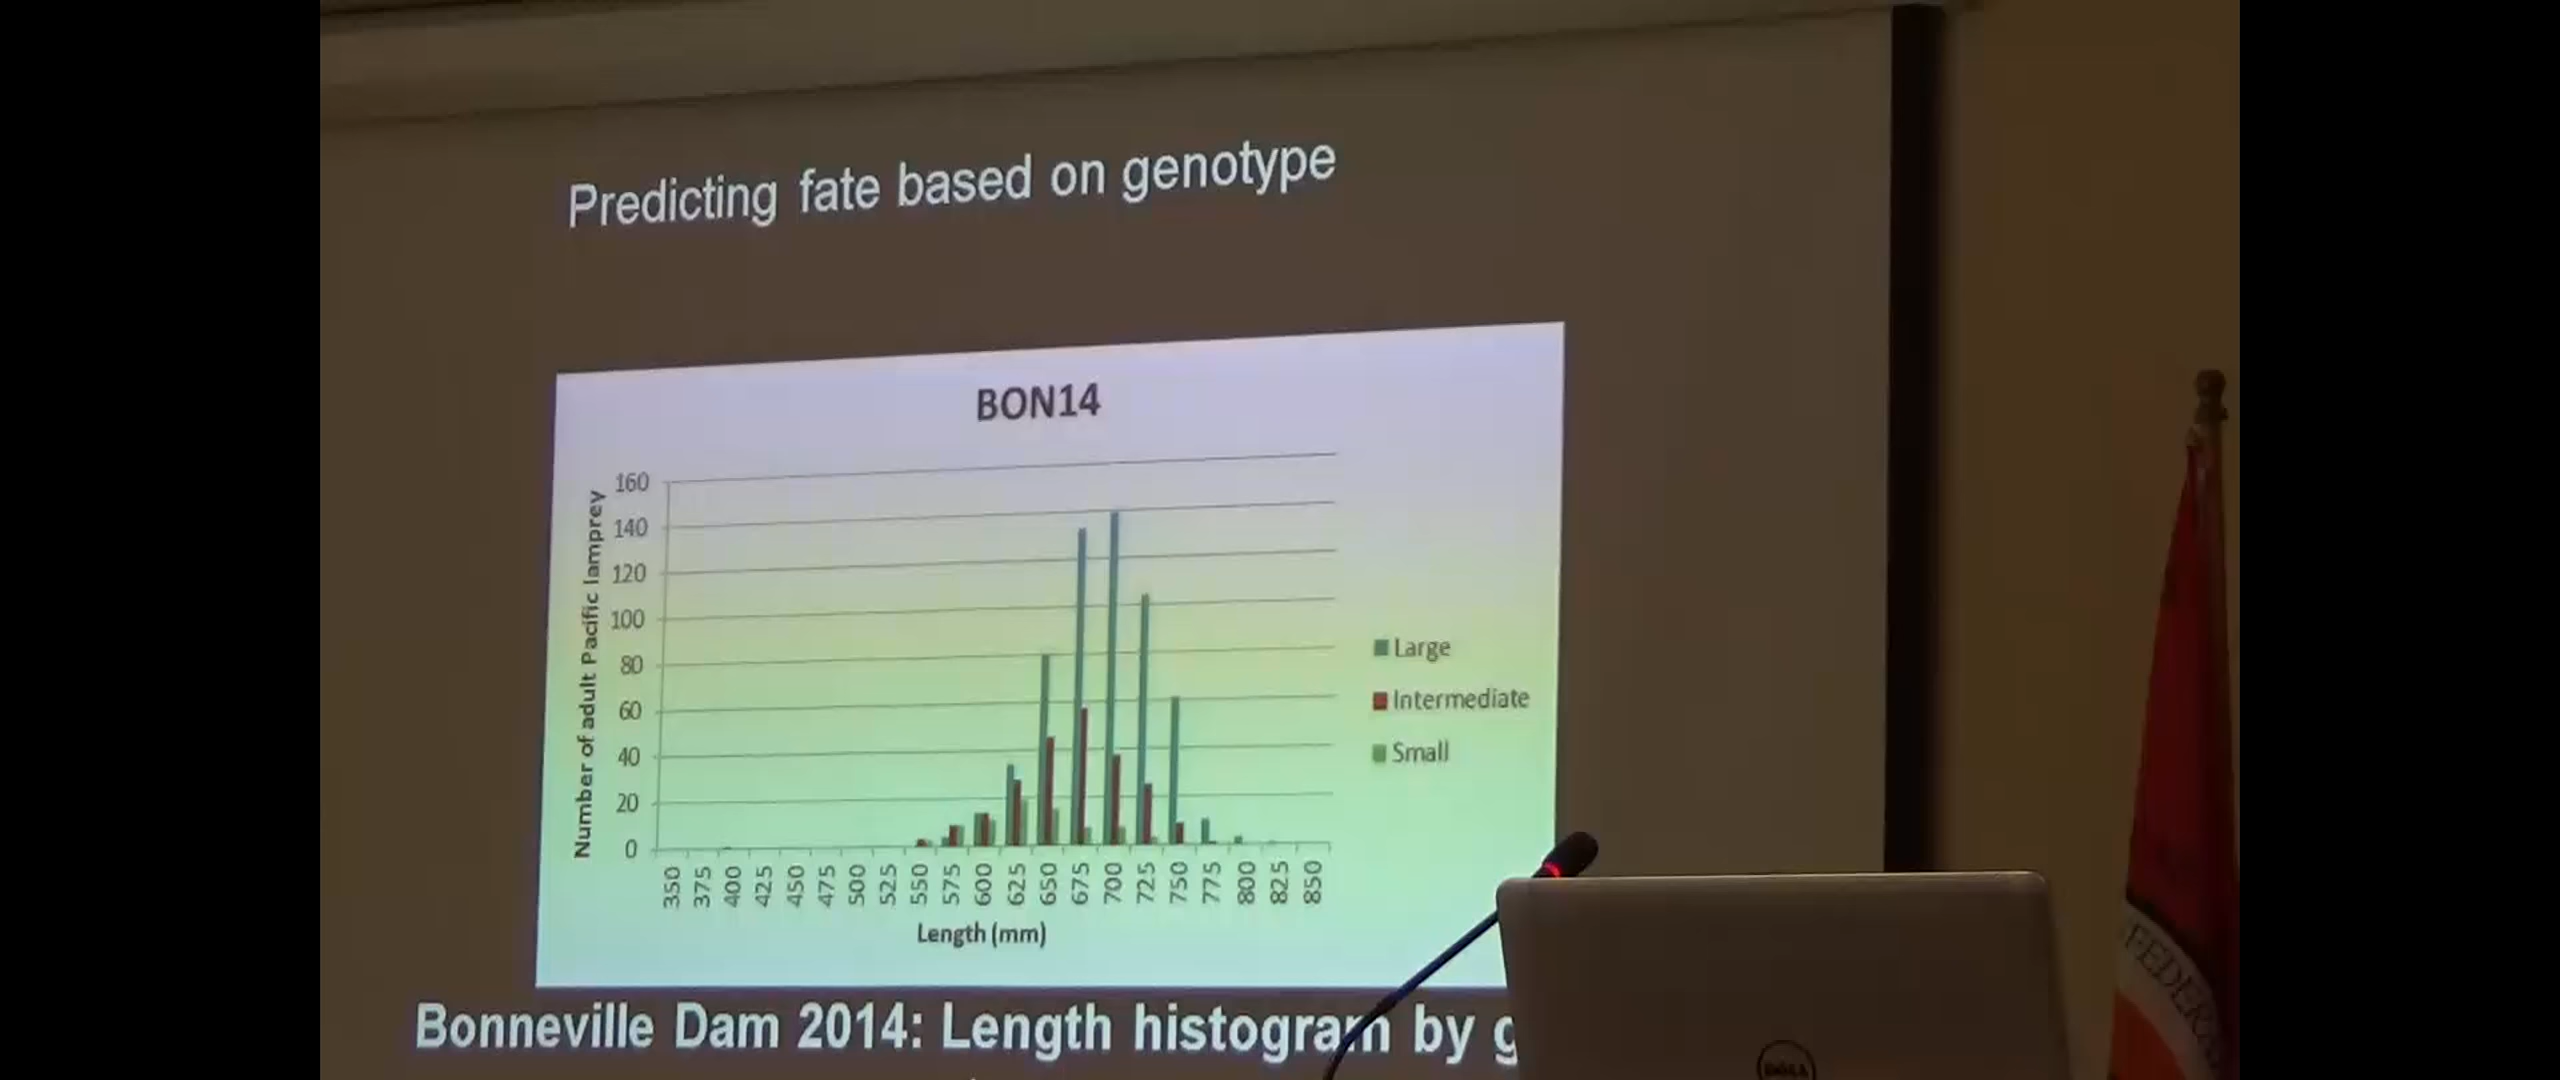 Predicting fate based on genotype
BON14
Number of adult Pacific lamprey
160
140
120
100
80
60
40
20
0
350 375 400 425 450 475 500 525 550 575 600 625 650 675 700 725 750 775 800 825 850
Length (mm)
Large
Intermediate
Small
Bonneville Dam 2014: Length histogram by g
DELL
FEDER